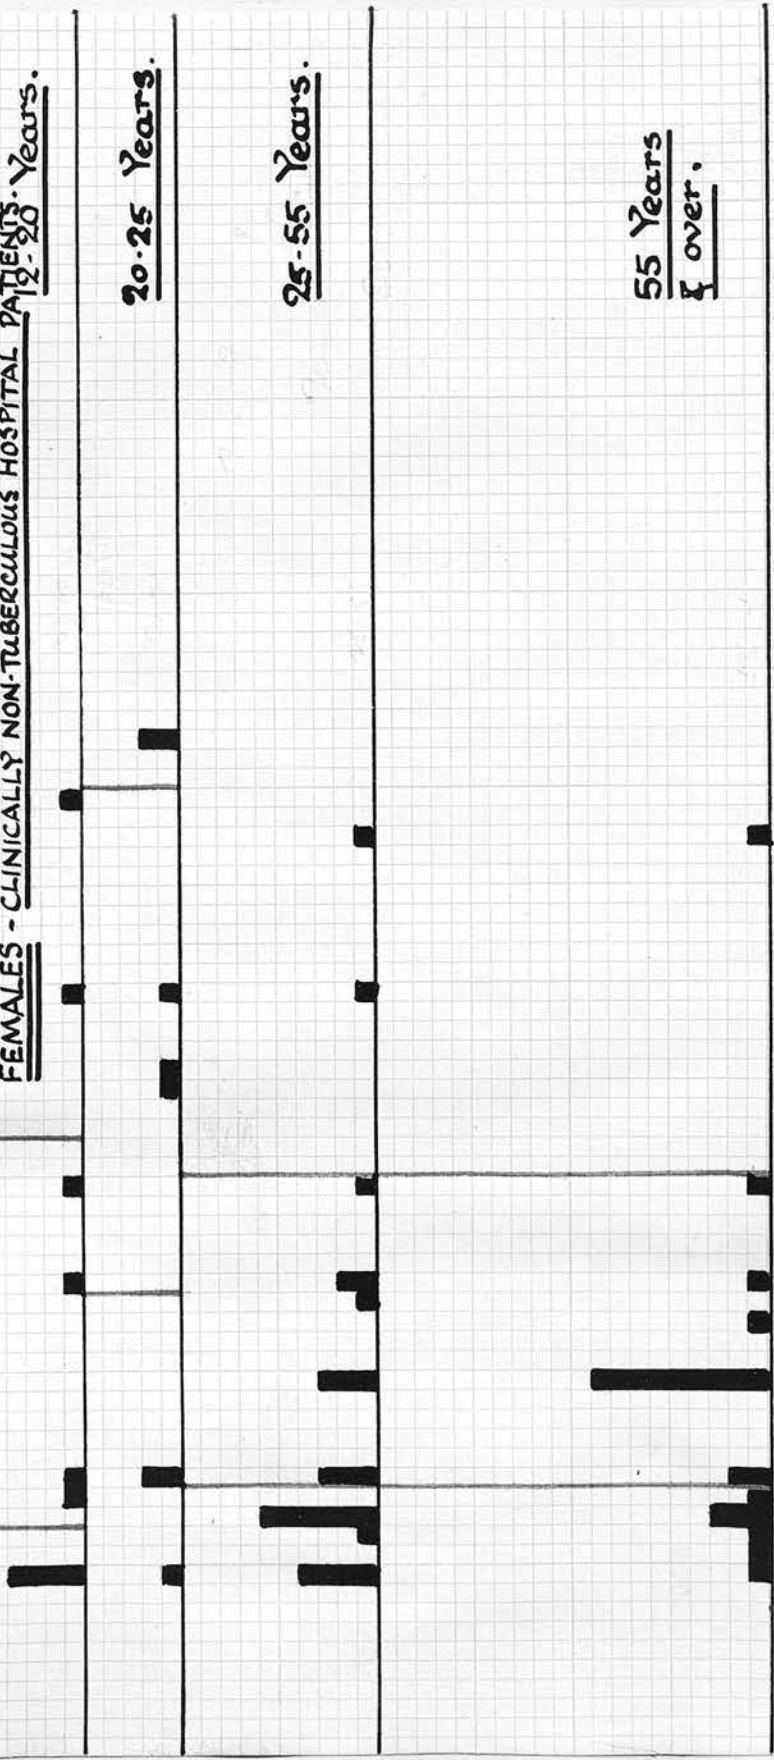 FEMALES - CLINICALLY NON-TUBERCULOUS HOSPITAL PATIENTS.
12-20 Years.
20-25 Years.
25-55 Years.
55 Years
& over.